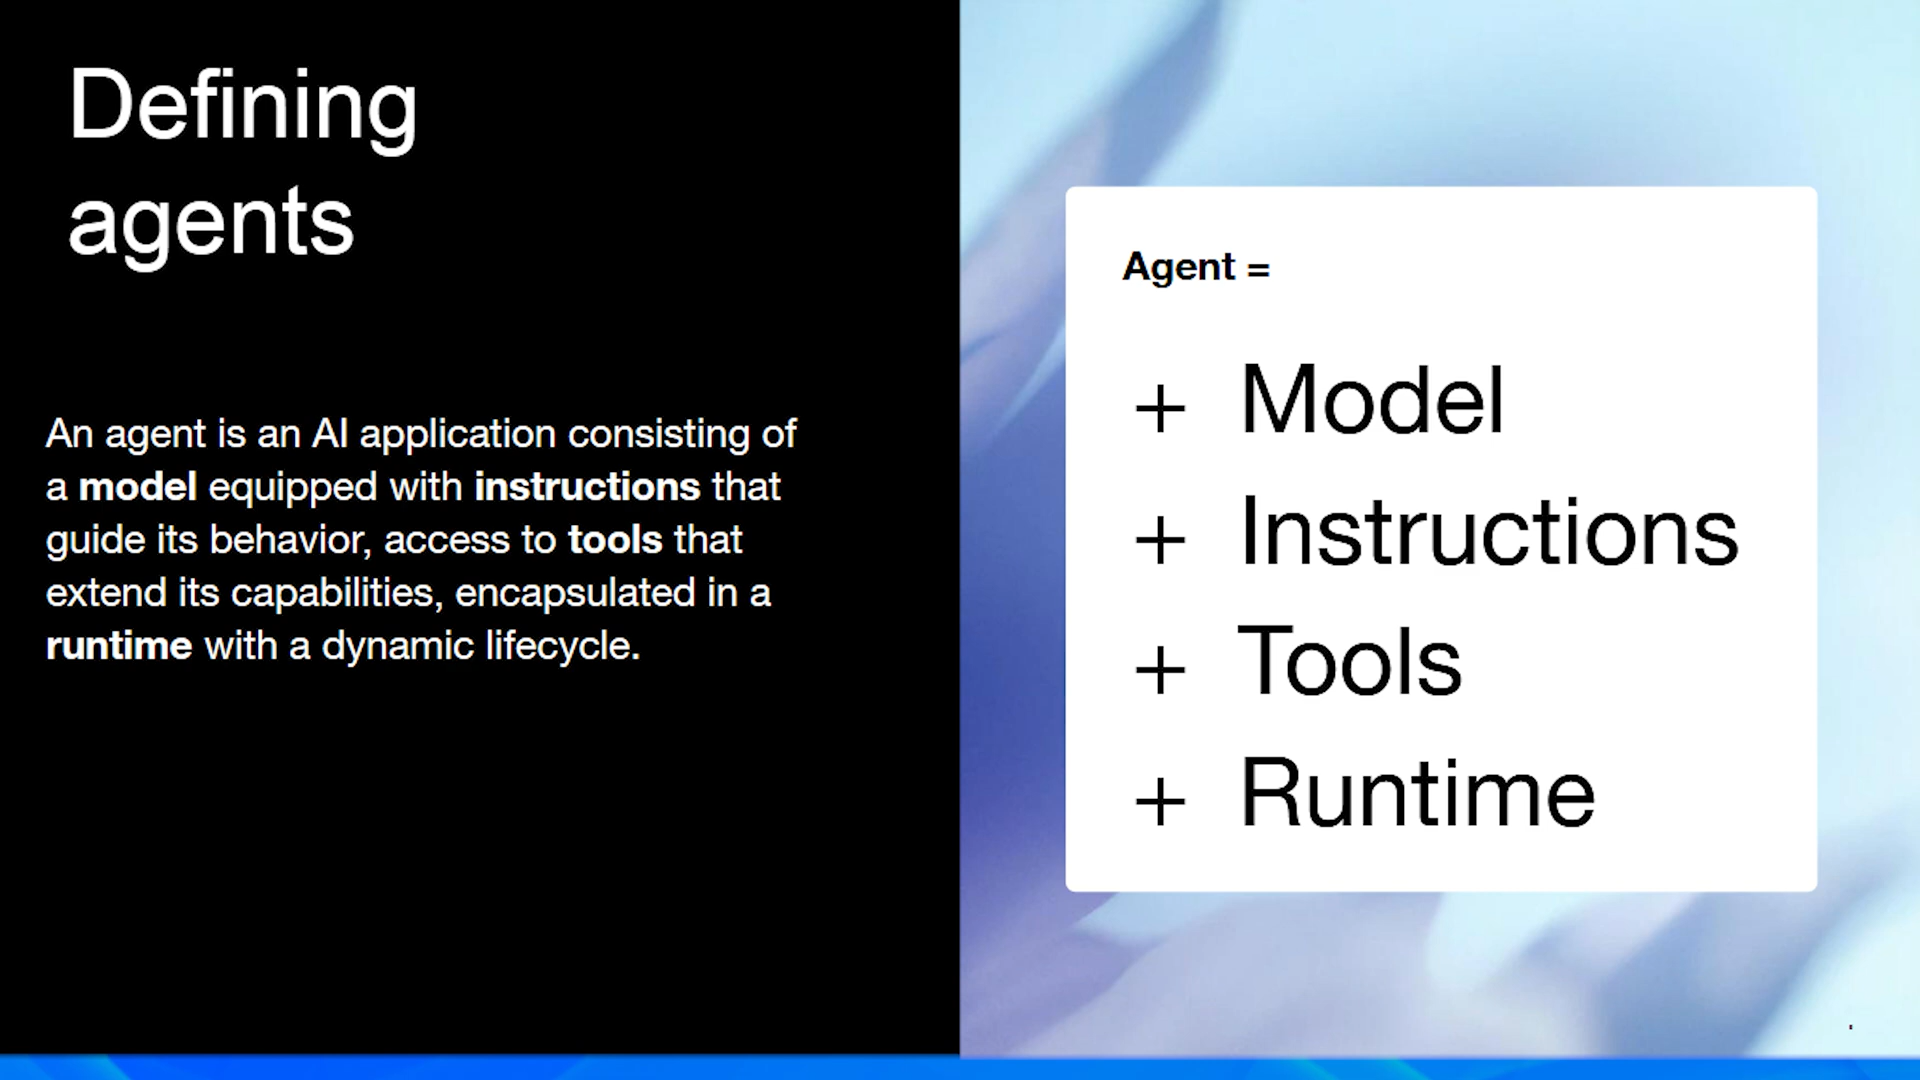 Defining
agents
An agent is an AI application consisting of
a model equipped with instructions that
guide its behavior, access to tools that
extend its capabilities, encapsulated in a
runtime with a dynamic lifecycle.
Agent =
+ Model
+ Instructions
+ Tools
+ Runtime